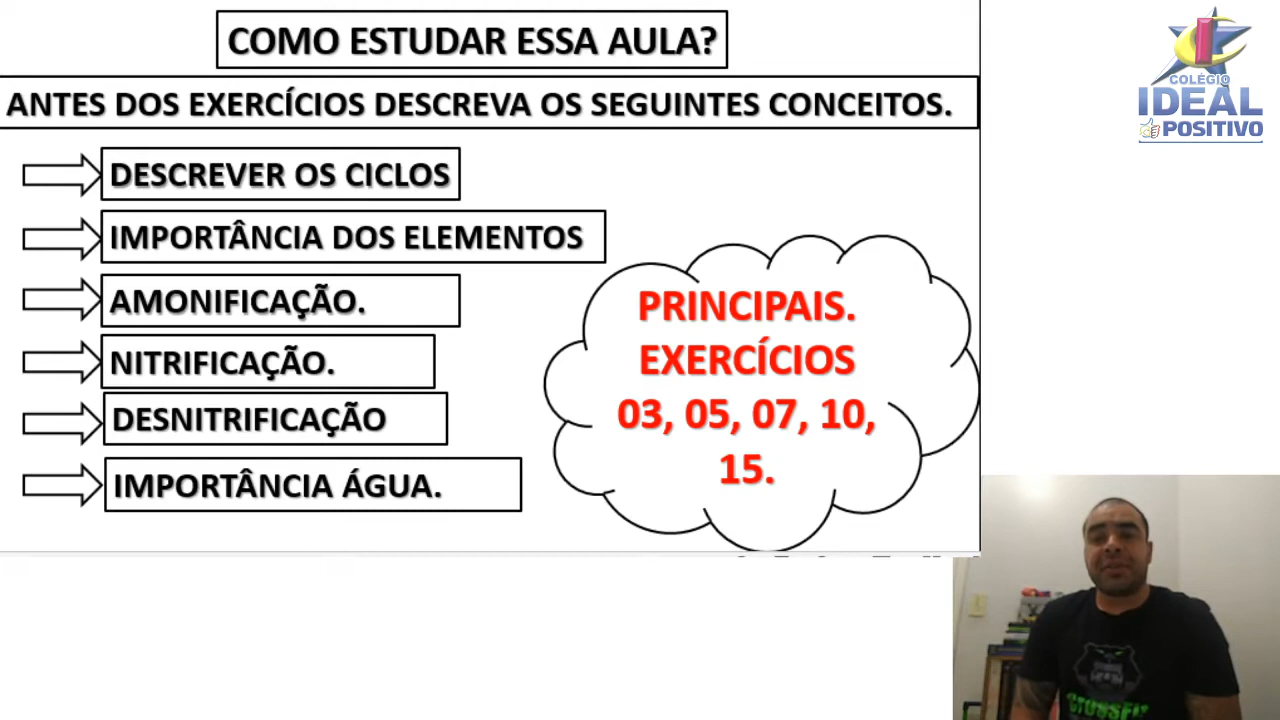 COMO ESTUDAR ESSA AULA?
ANTES DOS EXERCÍCIOS DESCREVA OS SEGUINTES CONCEITOS.
DESCREVER OS CICLOS
IMPORTÂNCIA DOS ELEMENTOS
AMONIFICAÇÃO.
NITRIFICAÇÃO.
DESNITRIFICAÇÃO
IMPORTÂNCIA ÁGUA.
PRINCIPAIS.
EXERCÍCIOS
03, 05, 07, 10,
15.
COLÉGIO
IDEAL
POSITIVO
CROSSFIT